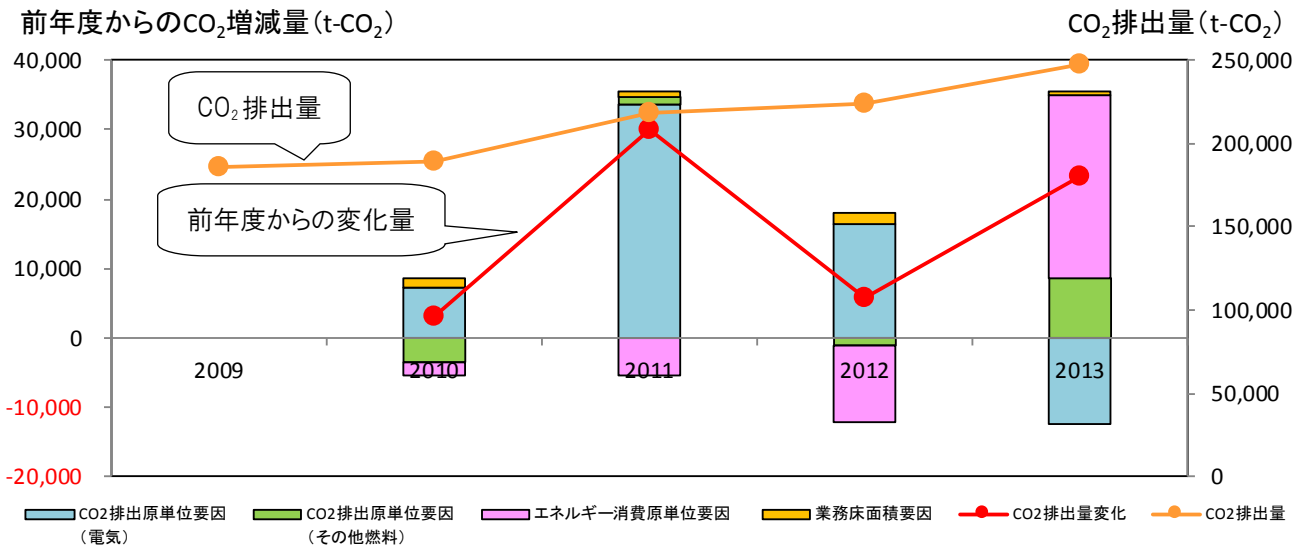 前年度からのCO₂増減量(t-CO₂)
CO₂排出量(t-CO₂)
40,000
30,000
20,000
10,000
0
-10,000
-20,000
250,000
200,000
150,000
100,000
50,000
0
CO₂排出量
前年度からの変化量
2009 2010 2011 2012 2013
CO2排出原単位要因
(電気)
CO2排出原単位要因
(その他燃料)
エネルギー消費原単位要因
業務床面積要因
CO2排出量変化
CO2排出量